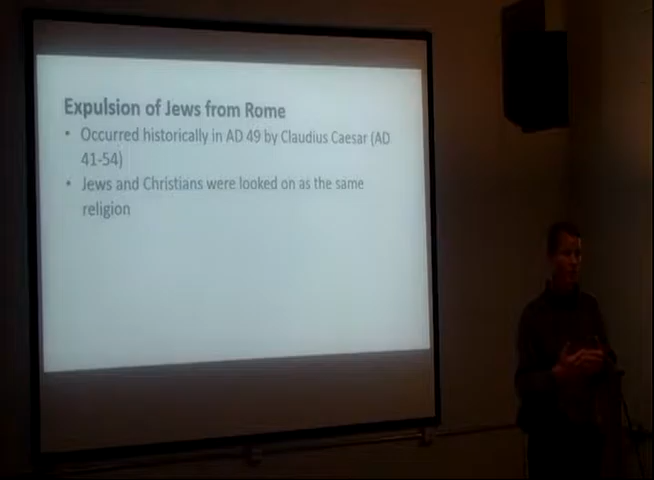 Expulsion of Jews from Rome
• Occurred historically in AD 49 by Claudius Caesar (AD
41-54)
• Jews and Christians were looked on as the same
religion